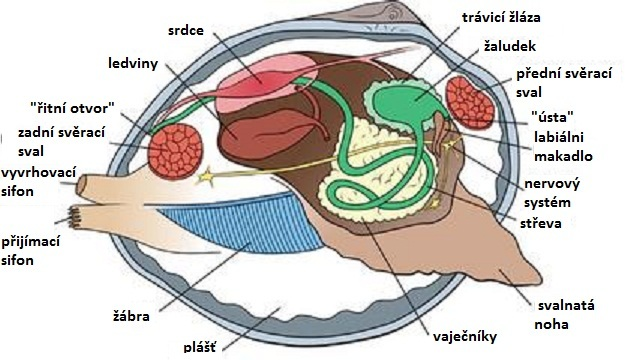 srdce
ledviny
"řitní otvor"
zadní svěrací
sval
vyvrhovací
sifon
přijímací
sifon
žábra
plášť
trávicí žláza
žaludek
přední svěrací
sval
"ústa"
labiálni
makadlo
nervový
systém
střeva
svalnatá
noha
vaječníky